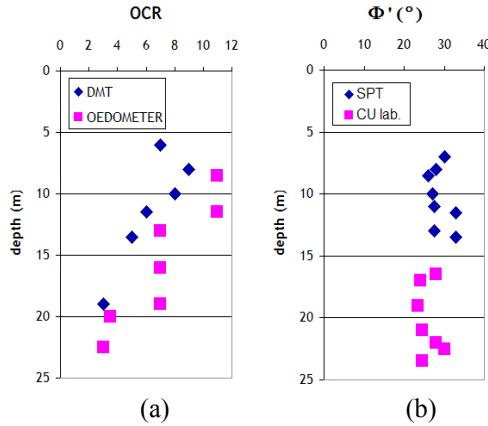 OCR
0 2 4 6 8 10 12
0
5
10
15
20
25
depth (m)
DMT
OEDOMETER
(a)
Φ'(°)
0 10 20 30 40
0
5
10
15
20
25
depth (m)
SPT
CU lab.
(b)